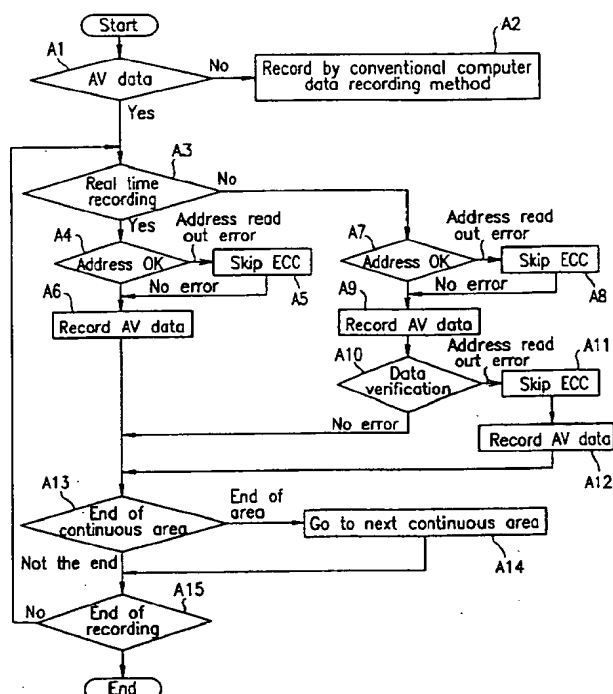 Start
A1
A2
AV data
No
Record by conventional computer
data recording method
Yes
A3
Real time
recording
No
Yes
A4
Address read
out error
Address OK
Skip ECC
No error
A5
A6
Record AV data
A7
Address read
out error
Address OK
Skip ECC
No error
A8
A9
Record AV data
A10
Address read
out error
A11
Data
verification
Skip ECC
No error
Record AV data
A12
A13
End of
continuous area
End of
area
Go to next continuous area
A14
Not the end
A15
No
End of
recording
End